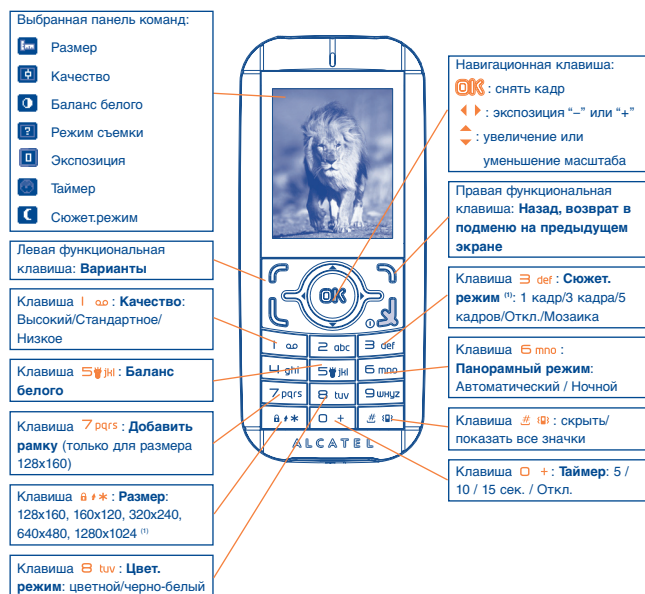 Выбранная панель команд:
Размер
Качество
Баланс белого
Режим съемки
Экспозиция
Таймер
Сюжет.режим
Левая функциональная
клавиша: Варианты
Клавиша 1 : Качество:
Высокий/Стандартное/
Низкое
Клавиша 5 jkl : Баланс
белого
Клавиша 7 pqrs : Добавить
рамку (только для размера
128x160)
Клавиша * : Размер:
128x160, 160x120, 320x240,
640x480, 1280x1024 (1)
Клавиша 8 tuv : Цвет.
режим: цветной/черно-белый
OK
1
2 abc
3 def
4 ghi
5 jkl
6 mno
7 pqrs
8 tuv
9 wxyz
*
0 +
#
ALCATEL
Навигационная клавиша:
OK : снять кадр
: экспозиция “–” или “+”
: увеличение или
уменьшение масштаба
Правая функциональная
клавиша: Назад, возврат в
подменю на предыдущем
экране
Клавиша 3 def : Сюжет.
режим (1): 1 кадр/3 кадра/5
кадров/Откл./Мозаика
Клавиша 6 mno :
Панорамный режим:
Автоматический / Ночной
Клавиша # : скрыть/
показать все значки
Клавиша 0 + : Таймер: 5 /
10 / 15 сек. / Откл.